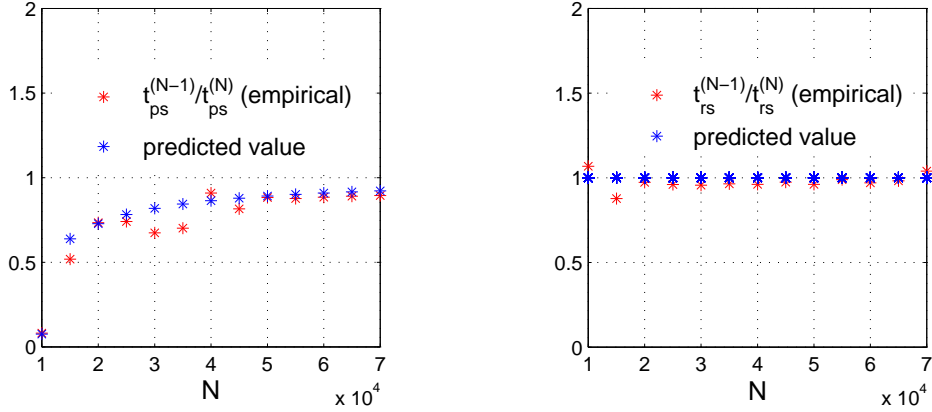 2
1.5
1
0.5
0
t_ps^(N−1)/t_ps^(N) (empirical)
predicted value
1 2 3 4 5 6 7
N
x 10^4
2
1.5
1
0.5
0
t_rs^(N−1)/t_rs^(N) (empirical)
predicted value
1 2 3 4 5 6 7
N
x 10^4